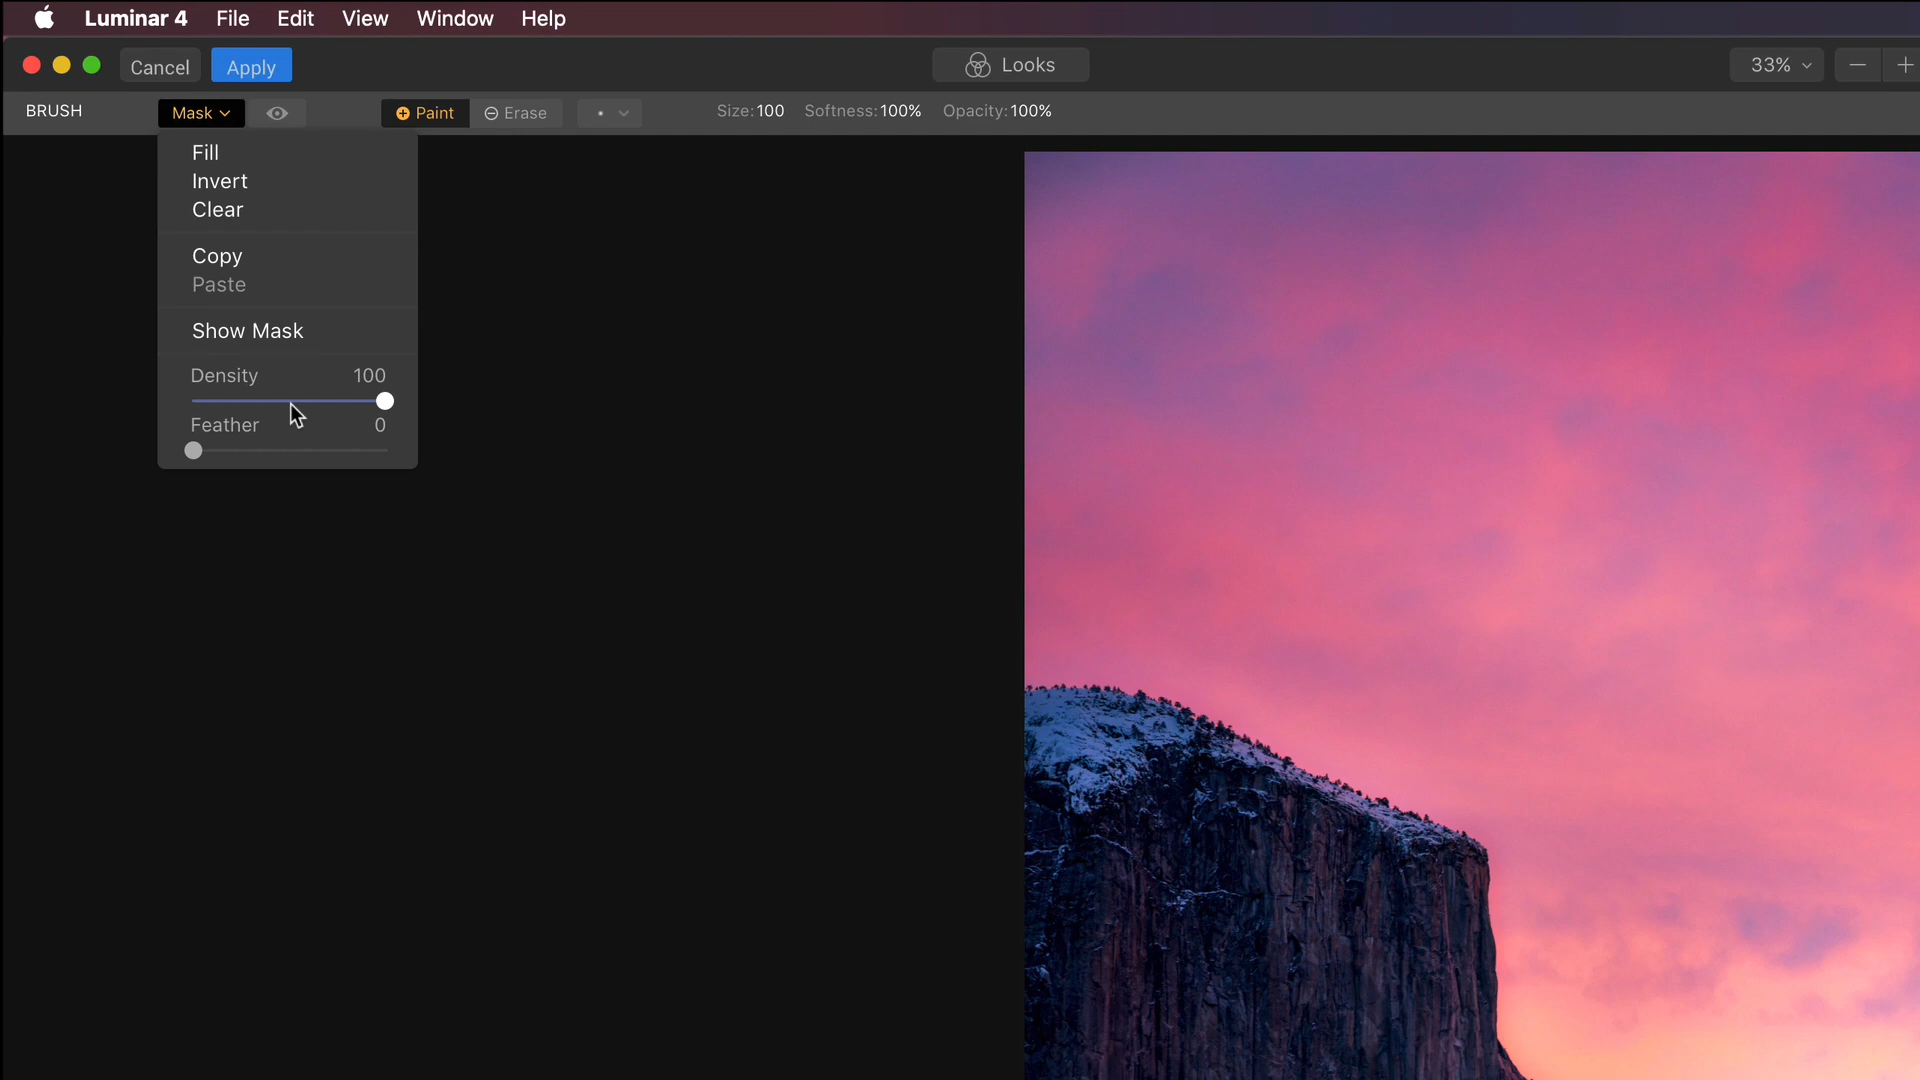 Luminar 4 File Edit View Window Help
Cancel Apply Looks 33%
BRUSH Mask Paint Erase Size:100 Softness:100% Opacity:100%
Fill
Invert
Clear
Copy
Paste
Show Mask
Density 100
Feather 0